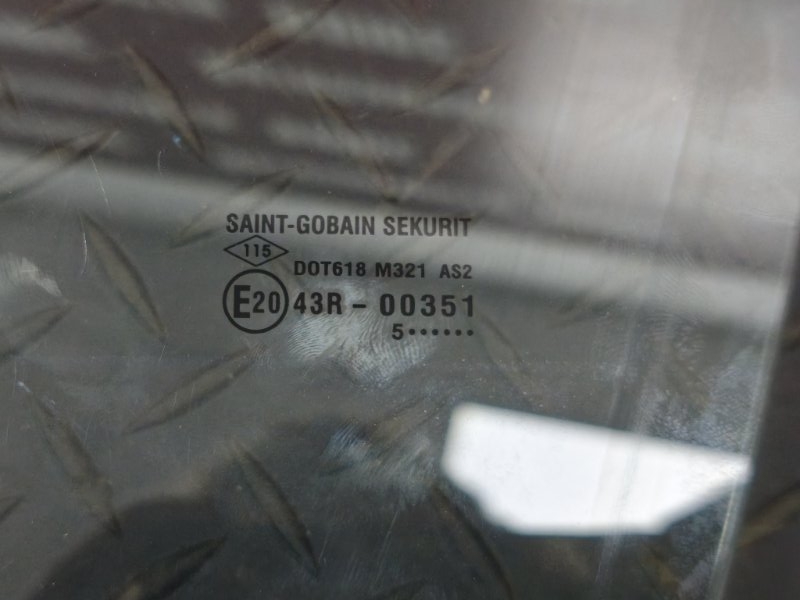 SAINT-GOBAIN SEKURIT
115
DOT618 M321 AS2
E20 43R - 00351
5••••••